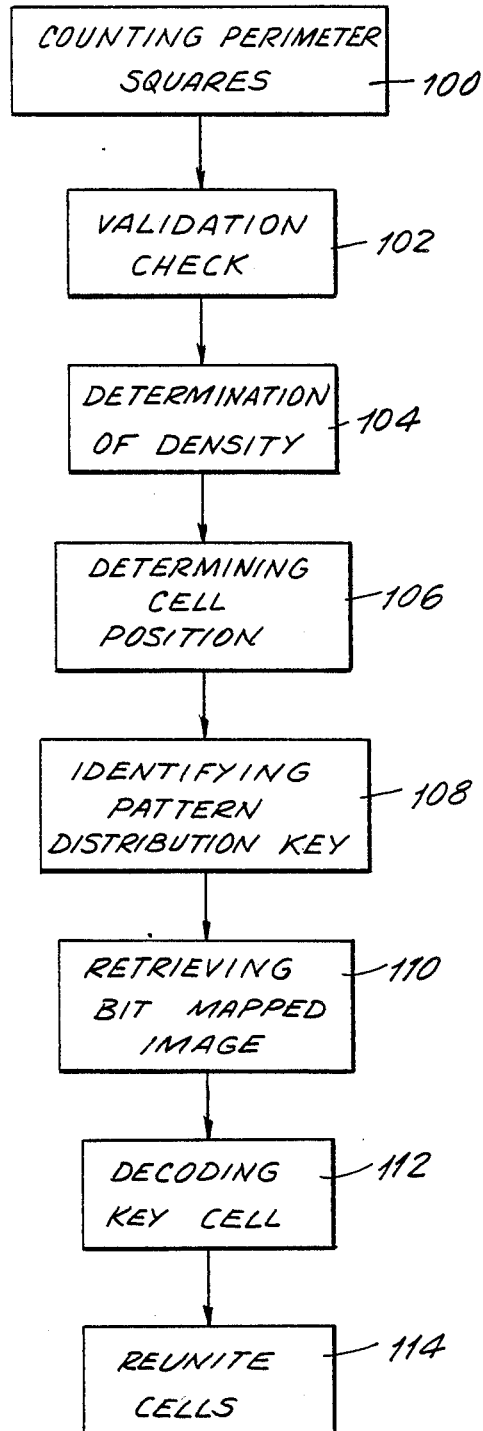 COUNTING PERIMETER
SQUARES
100
VALIDATION
CHECK
102
DETERMINATION
OF DENSITY
104
DETERMINING
CELL
POSITION
106
IDENTIFYING
PATTERN
DISTRIBUTION KEY
108
RETRIEVING
BIT MAPPED
IMAGE
110
DECODING
KEY CELL
112
REUNITE
CELLS
114